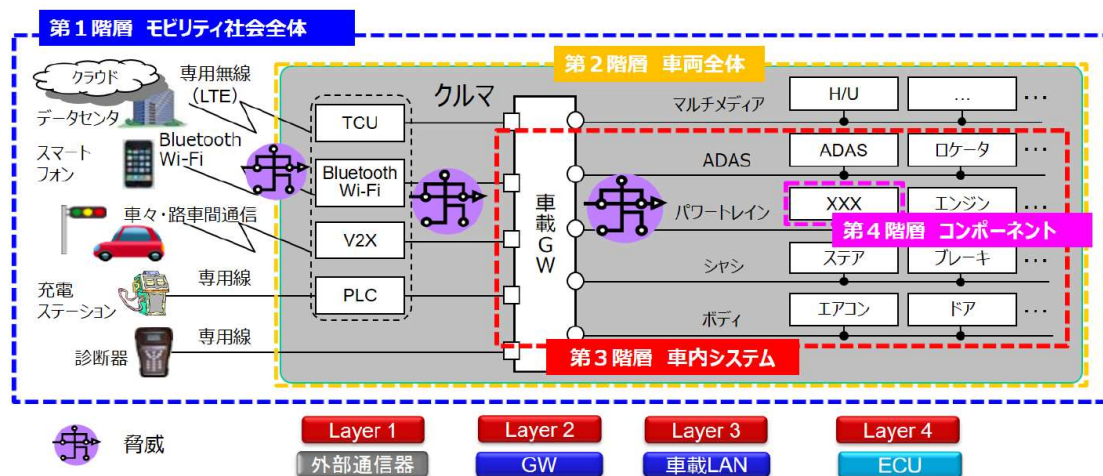 第1階層 モビリティ社会全体
第2階層 車両全体
クラウド
専用無線
(LTE)
データセンタ
スマート
フォン
Bluetooth
Wi-Fi
車々・路車間通信
充電
ステーション
専用線
診断器
専用線
クルマ
TCU
Bluetooth
Wi-Fi
V2X
PLC
車載GW
マルチメディア
H/U
…
…
ADAS
ADAS
ロケータ
…
パワートレイン
XXX
エンジン
第4階層 コンポーネント
シャシ
ステア
ブレーキ
…
ボディ
エアコン
ドア
…
第3階層 車内システム
脅威
Layer 1
Layer 2
Layer 3
Layer 4
外部通信器
GW
車載LAN
ECU